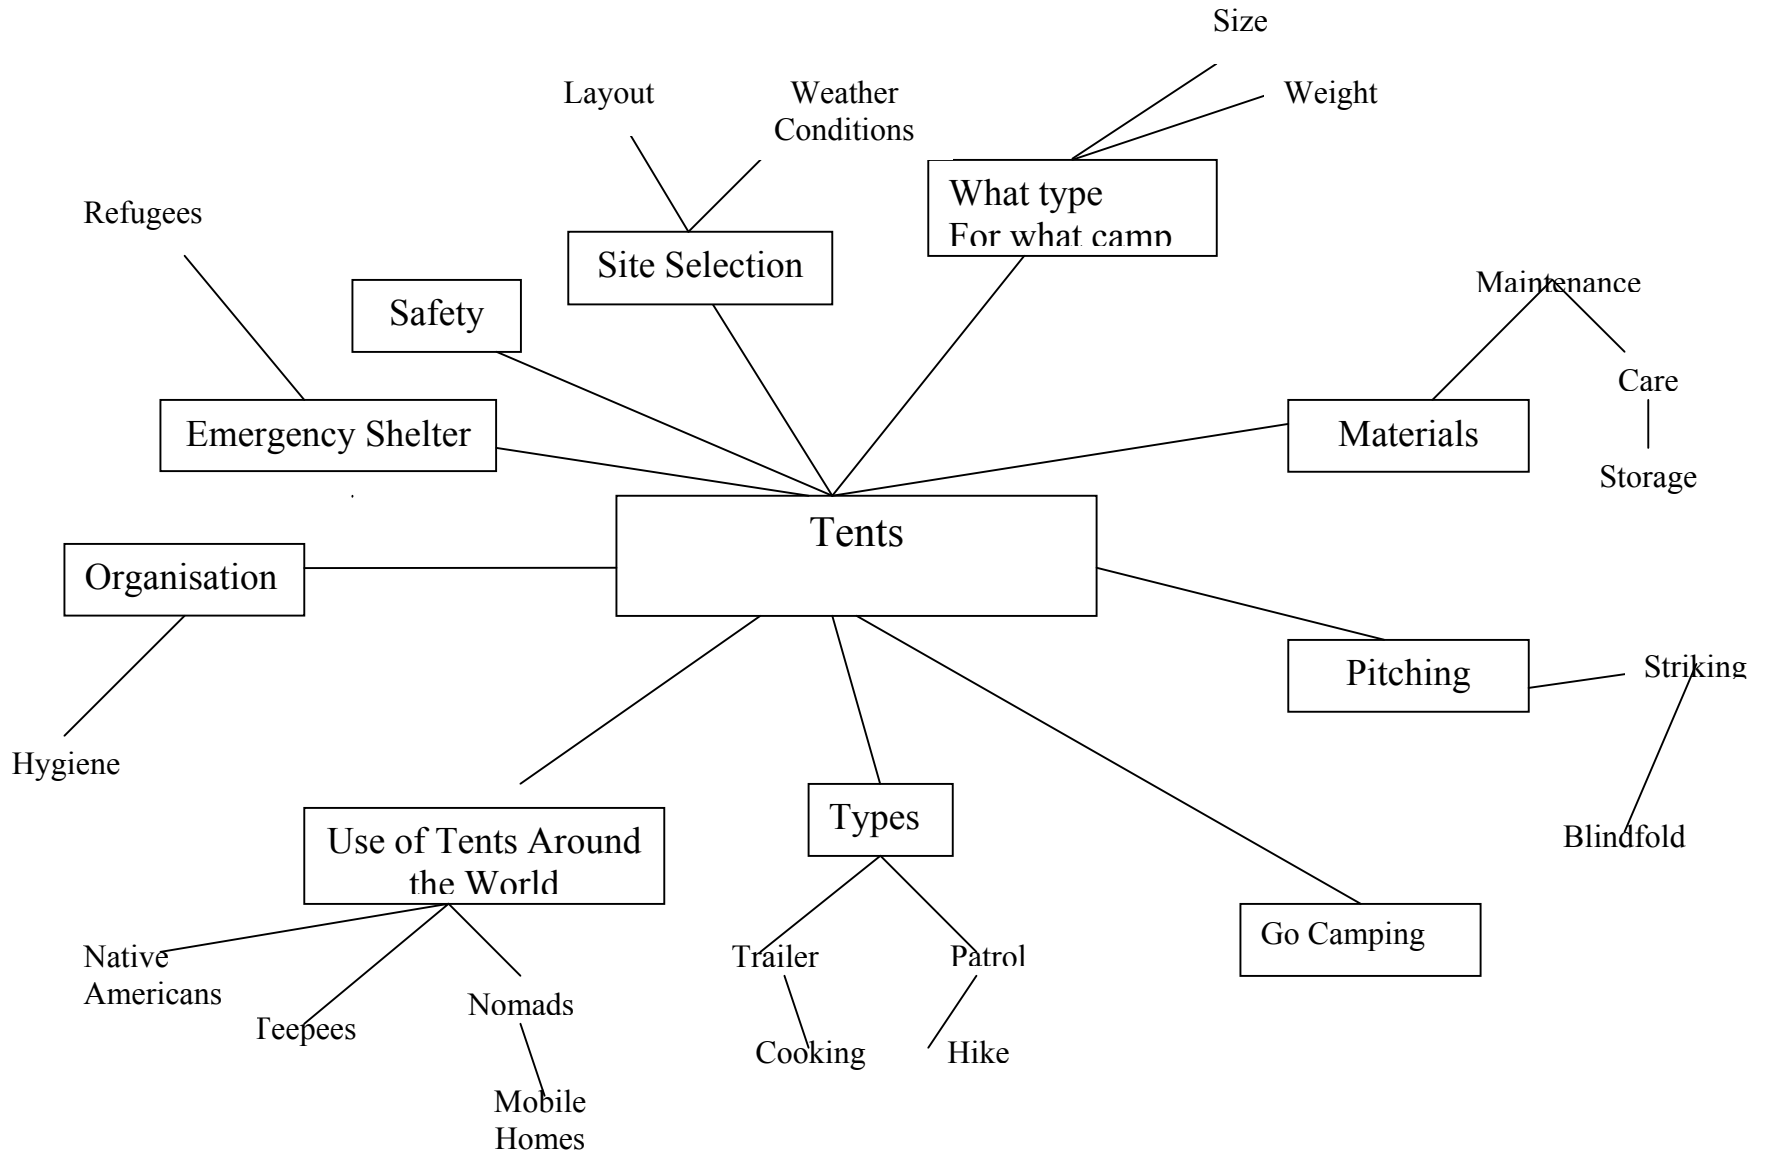 Size
Layout
Weather
Conditions
Weight
What type
For what camp
Refugees
Site Selection
Safety
Maintenance
Care
Emergency Shelter
Materials
Storage
Tents
Organisation
Pitching
Striking
Hygiene
Types
Use of Tents Around
the World
Blindfold
Go Camping
Native
Americans
Trailer
Patrol
Nomads
Teepees
Cooking
Hike
Mobile
Homes